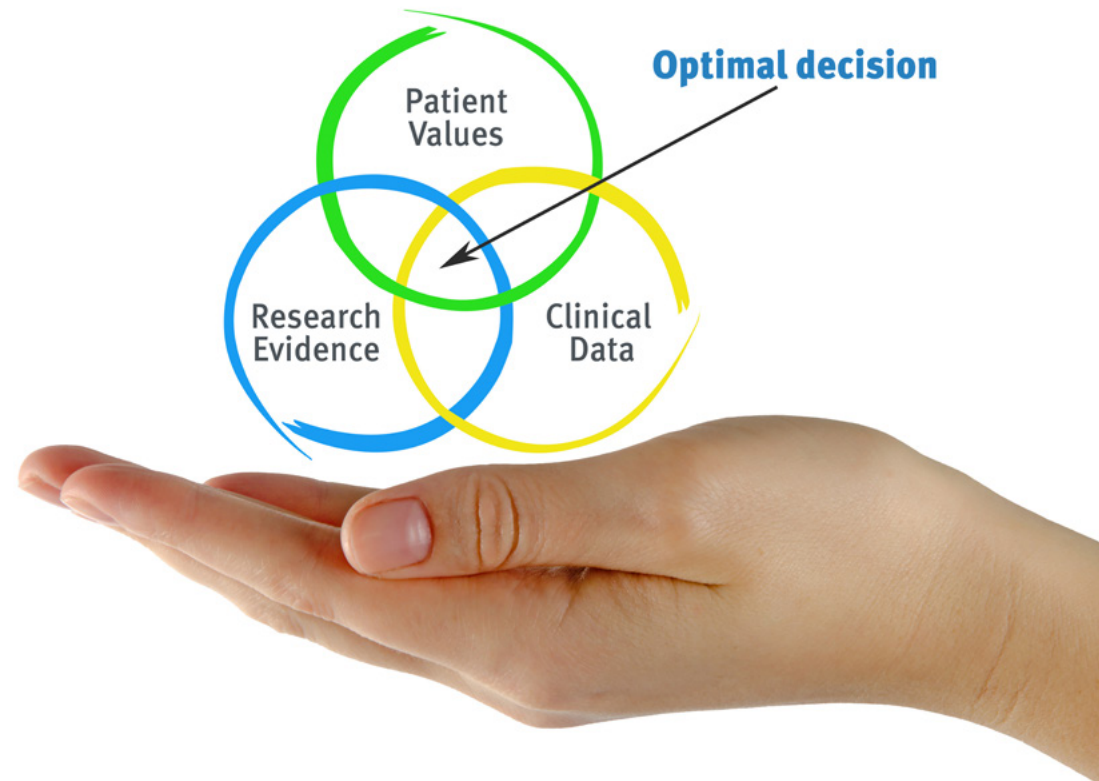 Optimal decision
Patient
Values
Research
Evidence
Clinical
Data